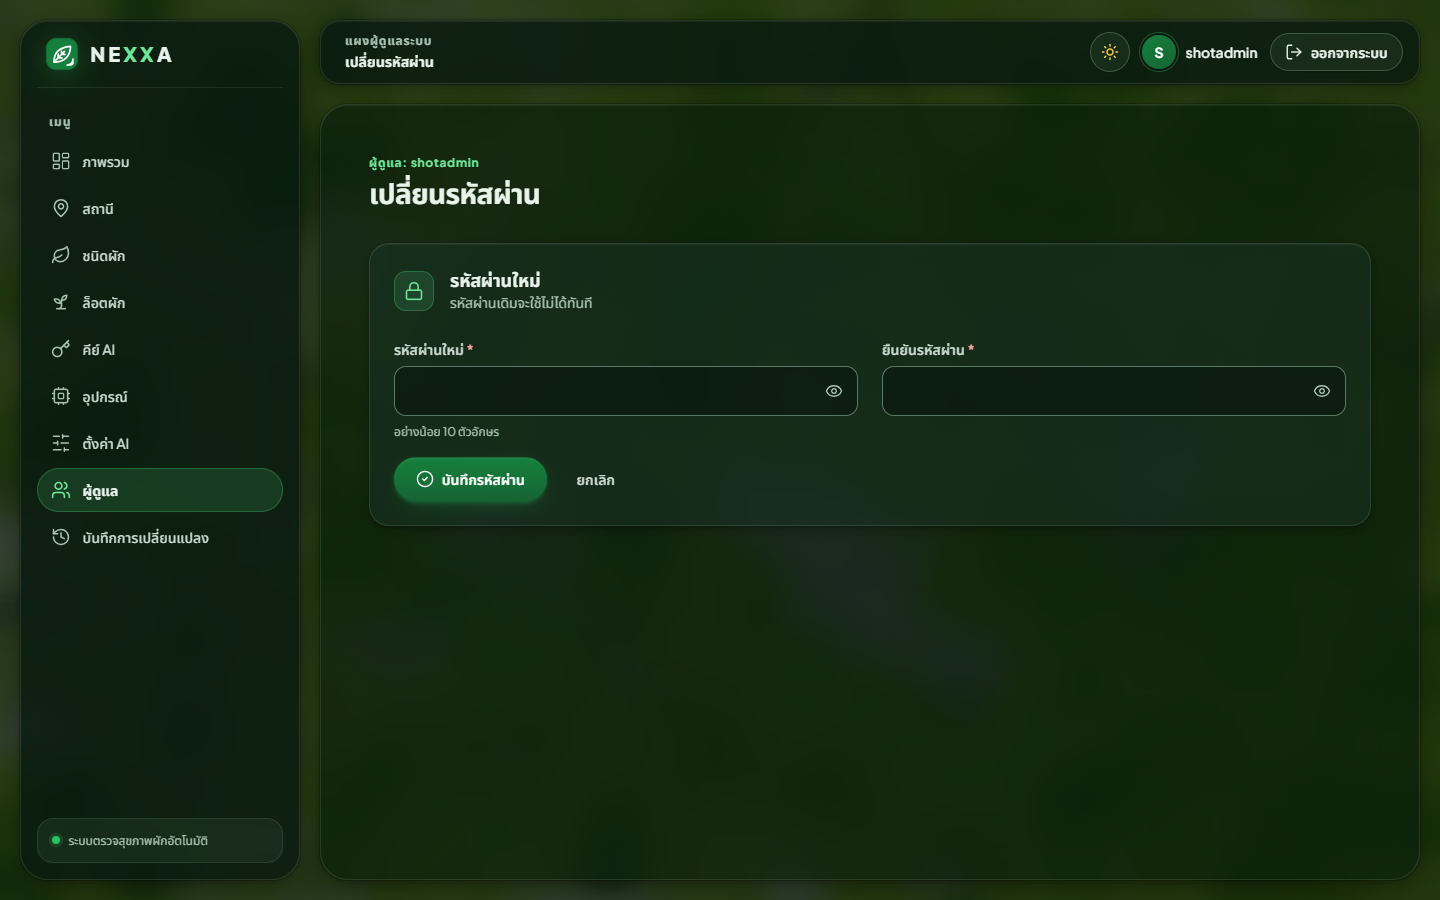 NEXXA
เมนู
ภาพรวม
สถานี
ชนิดผัก
ล็อตผัก
คีย์ AI
อุปกรณ์
ตั้งค่า AI
ผู้ดูแล
บันทึกการเปลี่ยนแปลง
ระบบตรวจสุขภาพผักอัตโนมัติ
แผงผู้ดูแลระบบ
เปลี่ยนรหัสผ่าน
S shotadmin ออกจากระบบ
ผู้ดูแล: shotadmin
เปลี่ยนรหัสผ่าน
รหัสผ่านใหม่
รหัสผ่านเดิมจะใช้ไม่ได้ทันที
รหัสผ่านใหม่ * ยืนยันรหัสผ่าน *
อย่างน้อย 10 ตัวอักษร
บันทึกรหัสผ่าน ยกเลิก